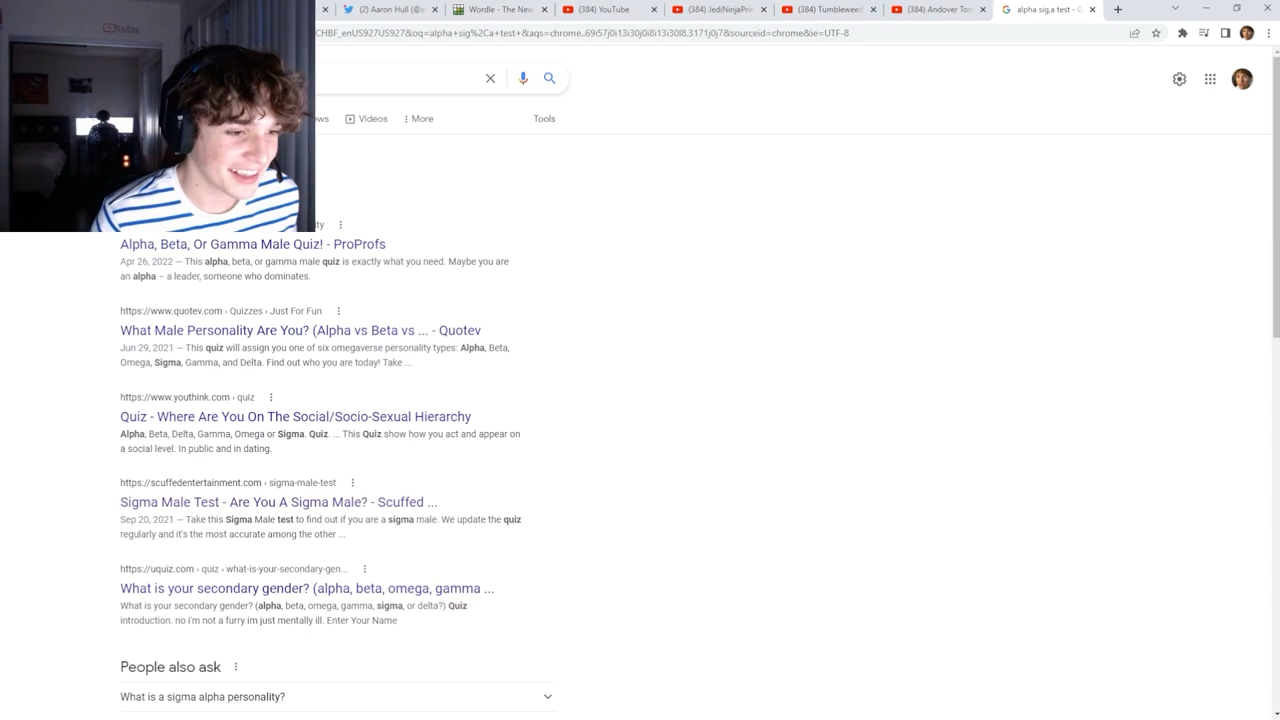 (2) Aaron Hull (@a
Wordle - The New
(384) YouTube
(384) JediNinjaPri
(384) Tumbleweed
(384) Andover Tow
alpha sig,a test - G
CHBF_enUS927US927&oq=alpha+sig%2Ca+test+&aqs=chrome..69i57j0i13i30j0i8i13i30l8.3171j0j7&sourceid=chrome&ie=UTF-8
ws
Videos
More
Tools
ity
Alpha, Beta, Or Gamma Male Quiz! - ProProfs
Apr 26, 2022 — This alpha, beta, or gamma male quiz is exactly what you need. Maybe you are
an alpha – a leader, someone who dominates.
https://www.quotev.com › Quizzes › Just For Fun
What Male Personality Are You? (Alpha vs Beta vs ... - Quotev
Jun 29, 2021 — This quiz will assign you one of six omegaverse personality types: Alpha, Beta,
Omega, Sigma, Gamma, and Delta. Find out who you are today! Take ...
https://www.youthink.com › quiz
Quiz - Where Are You On The Social/Socio-Sexual Hierarchy
Alpha, Beta, Delta, Gamma, Omega or Sigma. Quiz. ... This Quiz show how you act and appear on
a social level. In public and in dating.
https://scuffedentertainment.com › sigma-male-test
Sigma Male Test - Are You A Sigma Male? - Scuffed ...
Sep 20, 2021 — Take this Sigma Male test to find out if you are a sigma male. We update the quiz
regularly and it's the most accurate among the other ...
https://uquiz.com › quiz › what-is-your-secondary-gen...
What is your secondary gender? (alpha, beta, omega, gamma ...
What is your secondary gender? (alpha, beta, omega, gamma, sigma, or delta?) Quiz
introduction. no i'm not a furry im just mentally ill. Enter Your Name
People also ask
What is a sigma alpha personality?